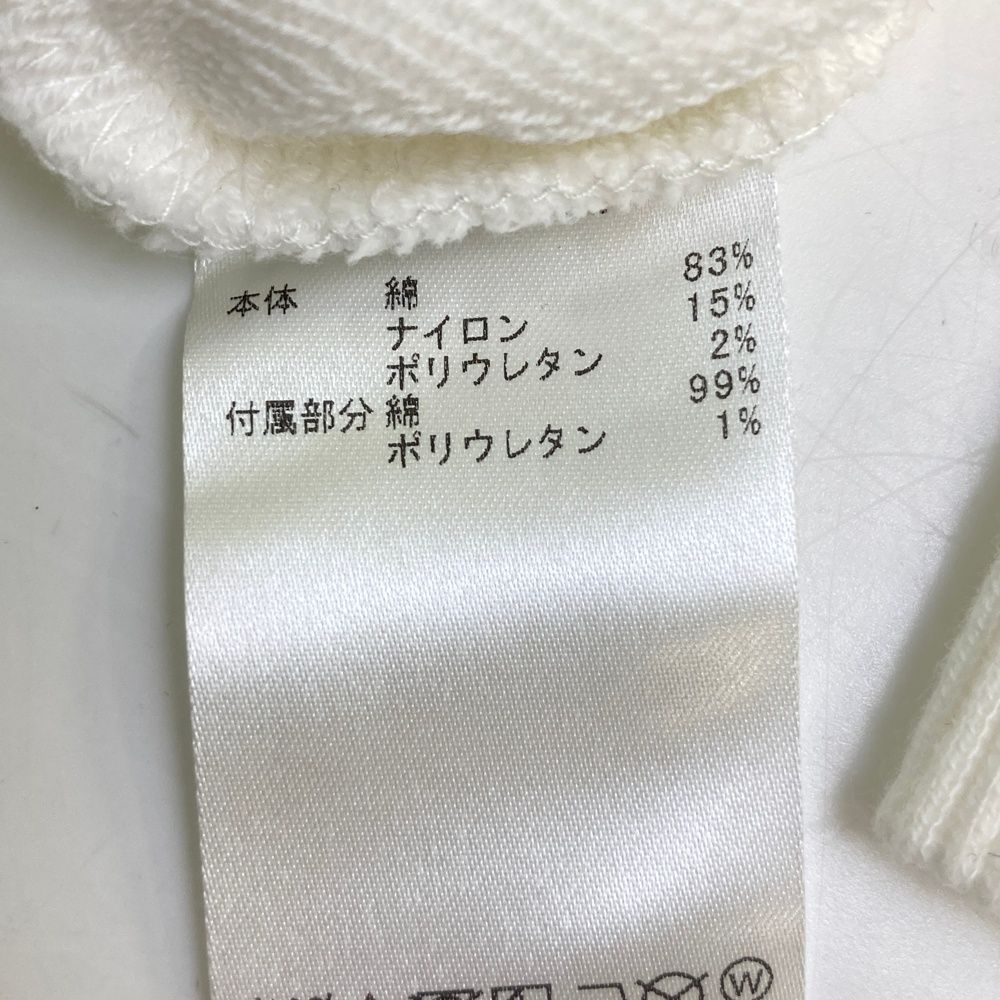 本体 綿 83%
ナイロン 15%
ポリウレタン 2%
付属部分 綿 99%
ポリウレタン 1%
W